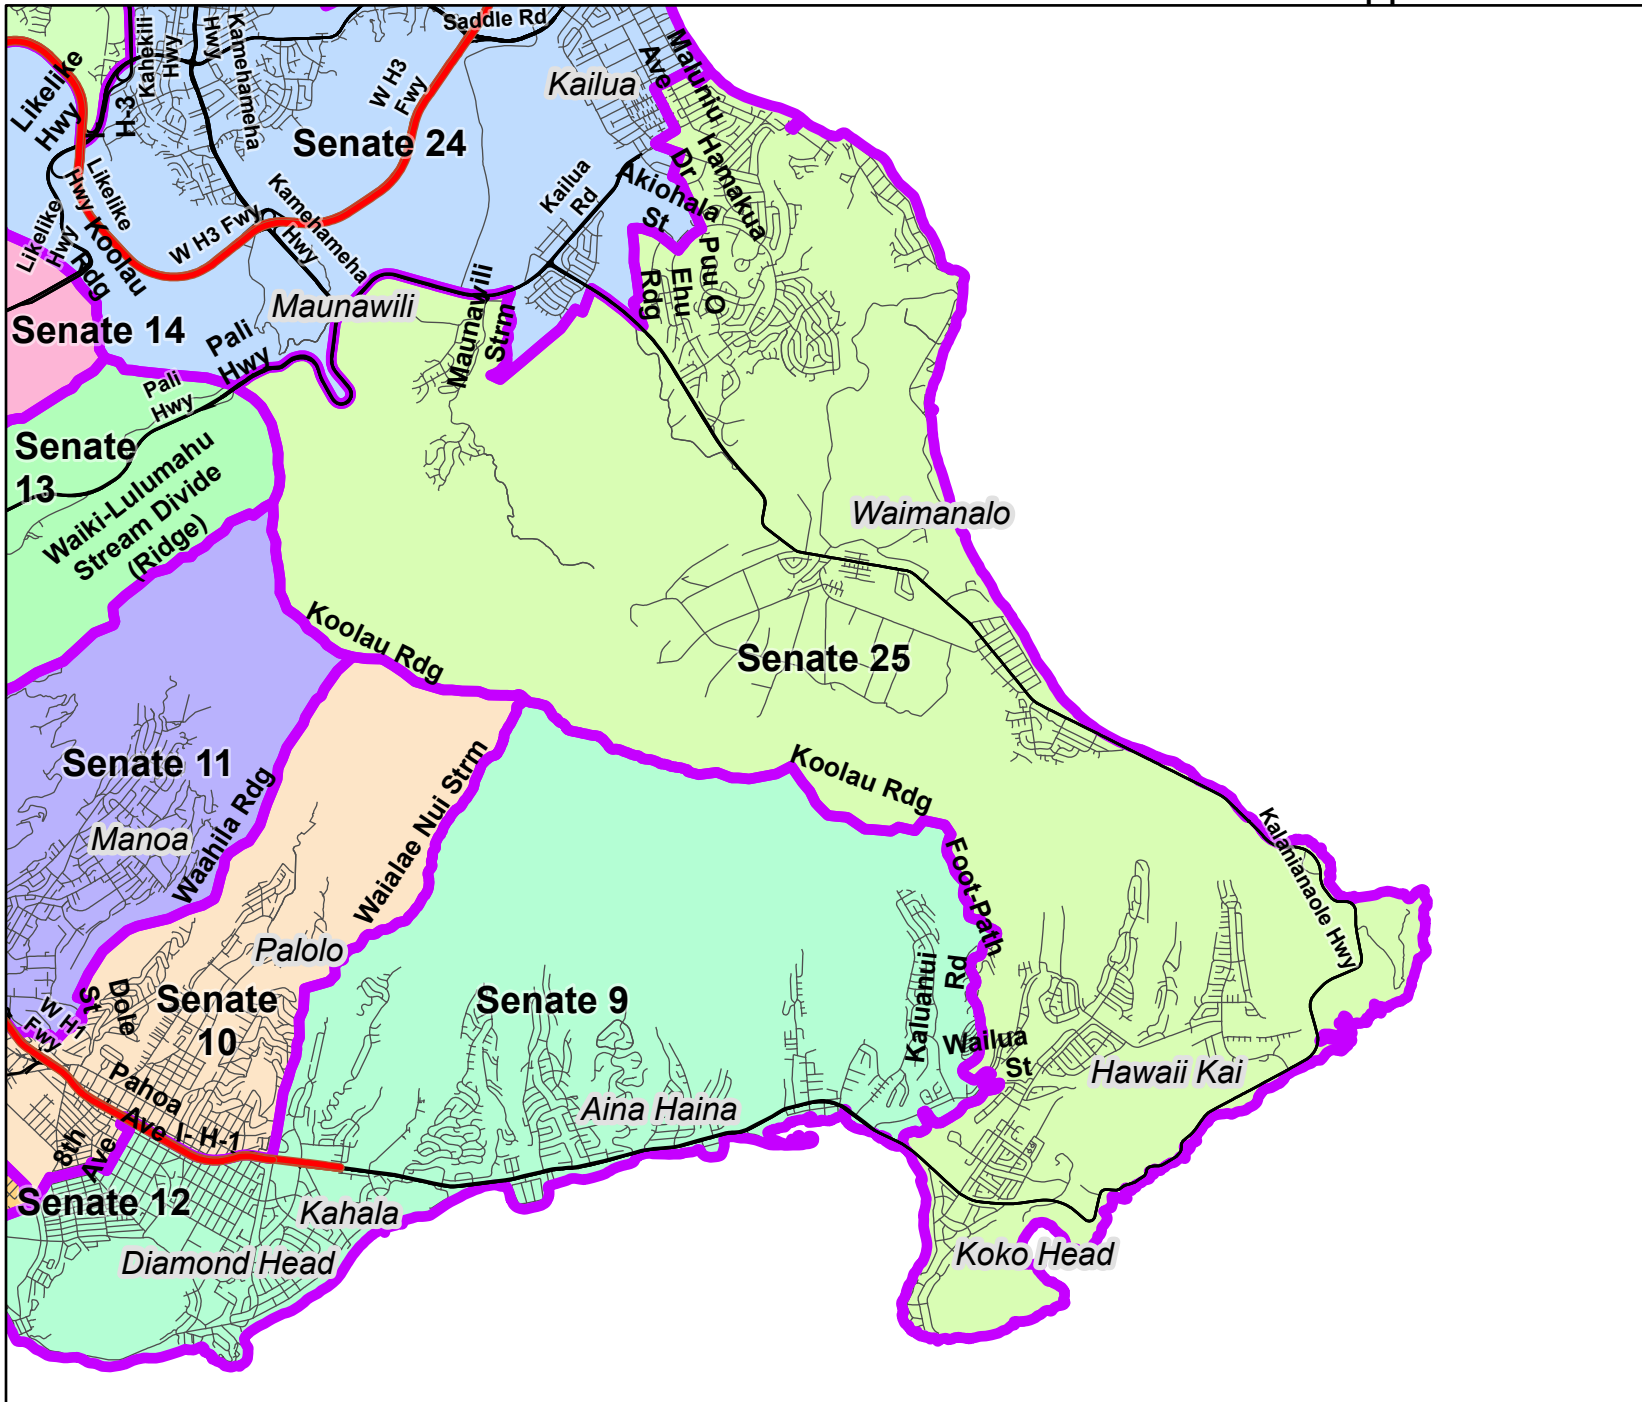 Saddle Rd
Kahekili
Hwy
Hwy
Kamehameha
Likelike
Hwy
H-3
W H3
Fwy
Kailua
Ave
Maluniu
Hamakua
Dr
Senate 24
Akiohala
St
Kailua
Rd
Likelike
Hwy
Likelike
Hwy
Koolau
Rdg
W H3 Fwy
Kamehameha
Hwy
Puu O
Ehu
Rdg
Maunawili
Maunawili
Strm
Senate 14
Pali
Hwy
Pali
Hwy
Senate
13
Waiki-Lulumahu
Stream Divide
(Ridge)
Waimanalo
Koolau Rdg
Senate 25
Senate 11
Manoa
Waahila Rdg
Waialae Nui Strm
Koolau Rdg
Foot-Path
Kalanianaole Hwy
Palolo
Senate
10
Dole
St
W H1
Fwy
Senate 9
Kaluanui
Rd
Wailua
St
Hawaii Kai
Pahoa
Ave
I- H-1
8th
Ave
Aina Haina
Senate 12
Kahala
Diamond Head
Koko Head